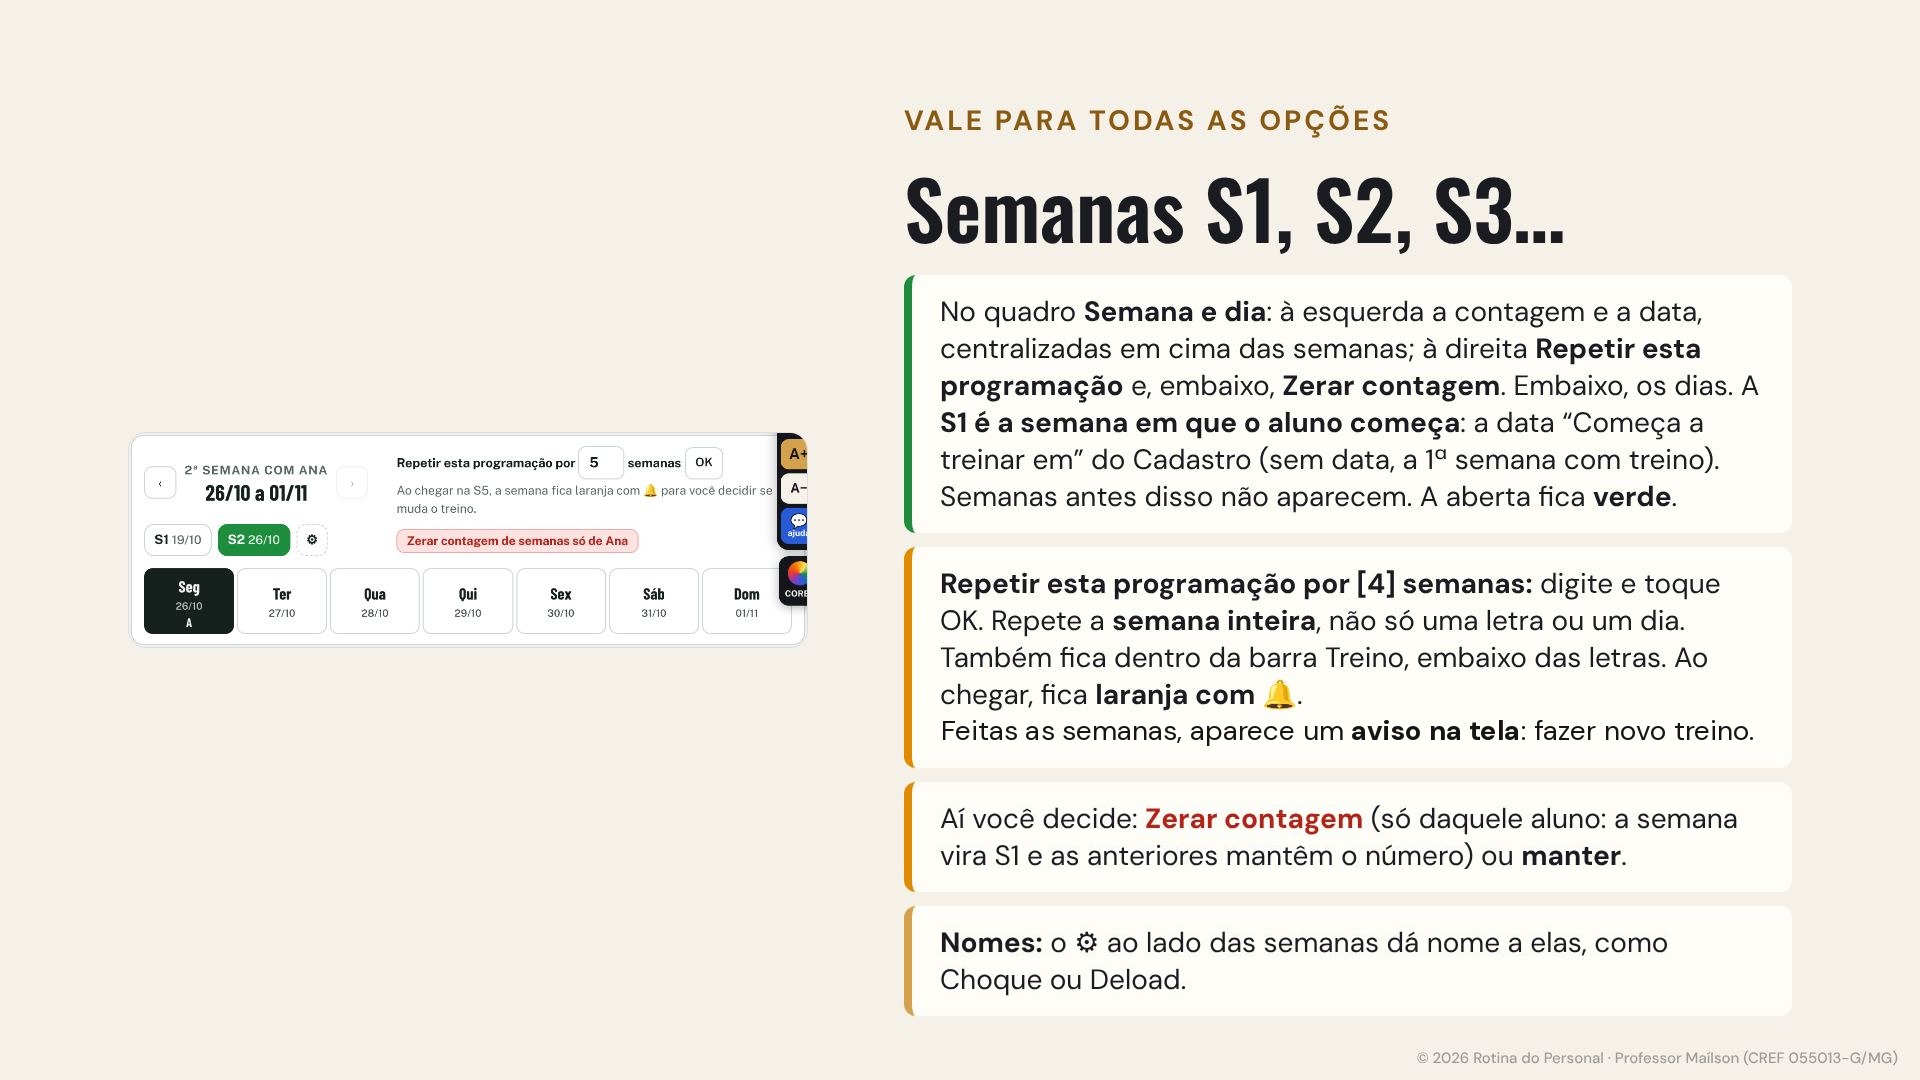 VALE PARA TODAS AS OPÇÕES
Semanas S1, S2, S3...
No quadro Semana e dia: à esquerda a contagem e a data,
centralizadas em cima das semanas; à direita Repetir esta
programação e, embaixo, Zerar contagem. Embaixo, os dias. A
S1 é a semana em que o aluno começa: a data “Começa a
treinar em” do Cadastro (sem data, a 1ª semana com treino).
Semanas antes disso não aparecem. A aberta fica verde.
Repetir esta programação por [4] semanas: digite e toque
OK. Repete a semana inteira, não só uma letra ou um dia.
Também fica dentro da barra Treino, embaixo das letras. Ao
chegar, fica laranja com 🔔.
Feitas as semanas, aparece um aviso na tela: fazer novo treino.
Aí você decide: Zerar contagem (só daquele aluno: a semana
vira S1 e as anteriores mantêm o número) ou manter.
Nomes: o ⚙ ao lado das semanas dá nome a elas, como
Choque ou Deload.
‹
2ª SEMANA COM ANA
26/10 a 01/11
›
S1 19/10
S2 26/10
⚙
Repetir esta programação por 5 semanas OK
Ao chegar na S5, a semana fica laranja com 🔔 para você decidir se
muda o treino.
Zerar contagem de semanas só de Ana
Seg
26/10
A
Ter
27/10
Qua
28/10
Qui
29/10
Sex
30/10
Sáb
31/10
Dom
01/11
A+
A−
© 2026 Rotina do Personal · Professor Maílson (CREF 055013-G/MG)